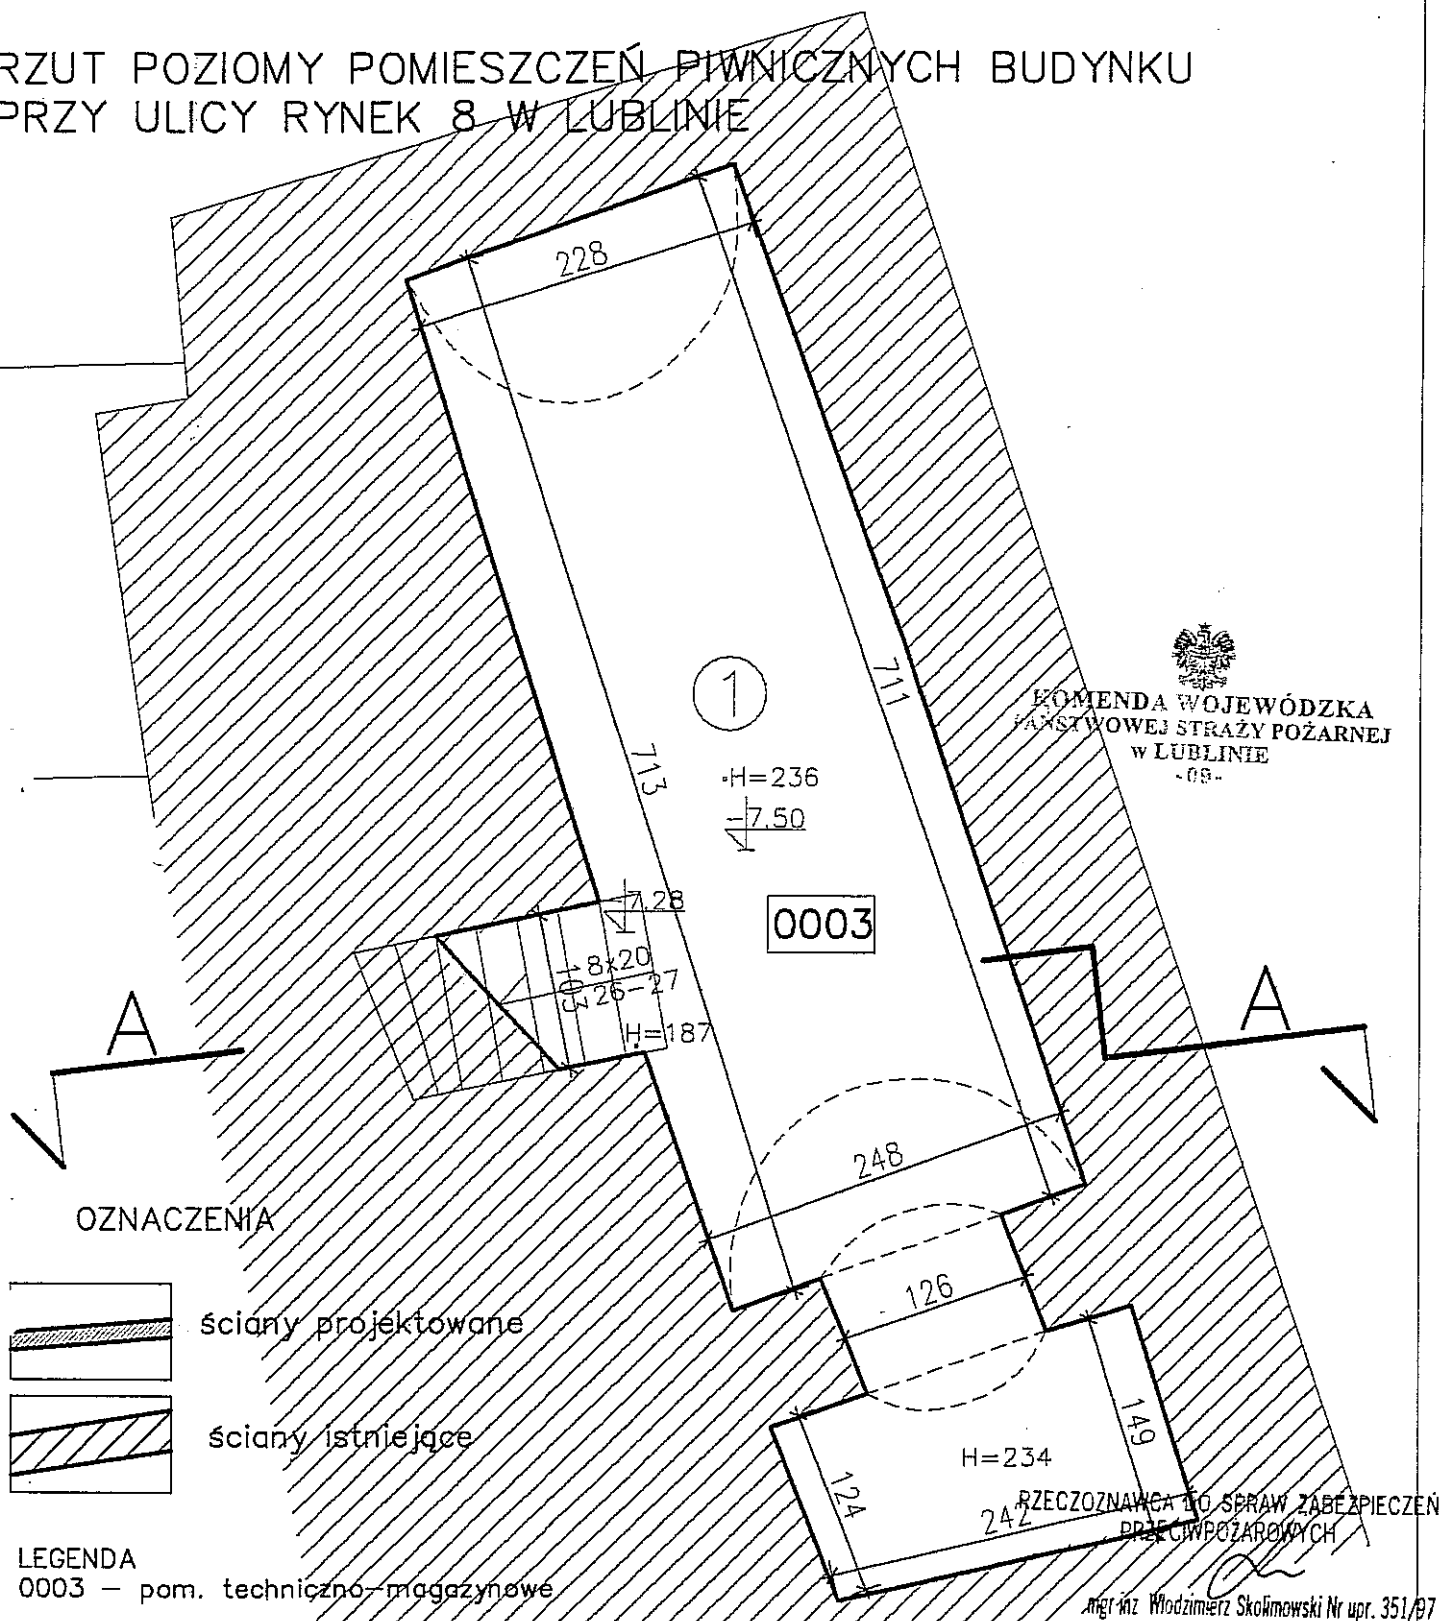 RZUT POZIOMY POMIESZCZEŃ PIWNICZNYCH BUDYNKU
PRZY ULICY RYNEK 8 W LUBLINIE
228
711
1
713
H=236
-7.50
KOMENDA WOJEWÓDZKA
PAŃSTWOWEJ STRAŻY POŻARNEJ
w LUBLINIE
-09-
-7.28
0003
18x20
26-27
103
H=187
A
A
248
OZNACZENIA
126
ściany projektowane
149
ściany istniejące
H=234
124
242
RZECZOZNAWCA DO SPRAW ZABEZPIECZEŃ
PRZECIWPOŻAROWYCH
LEGENDA
0003 – pom. techniczno-magazynowe
mgr inż Włodzimierz Skolimowski Nr upr. 351/97